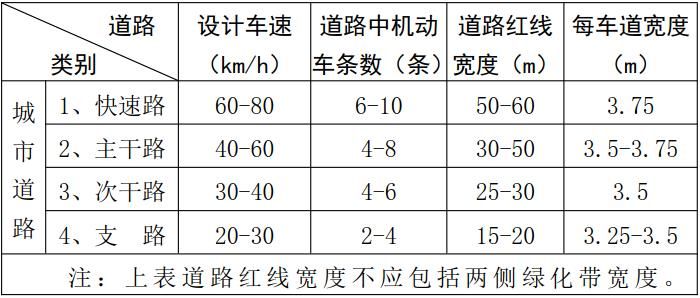 道路 设计车速 道路中机动 道路红线 每车道宽度
类别 （km/h） 车条数（条） 宽度（m） （m）
城市道路
1、快速路 60-80 6-10 50-60 3.75
2、主干路 40-60 4-8 30-50 3.5-3.75
3、次干路 30-40 4-6 25-30 3.5
4、支 路 20-30 2-4 15-20 3.25-3.5
注：上表道路红线宽度不应包括两侧绿化带宽度。